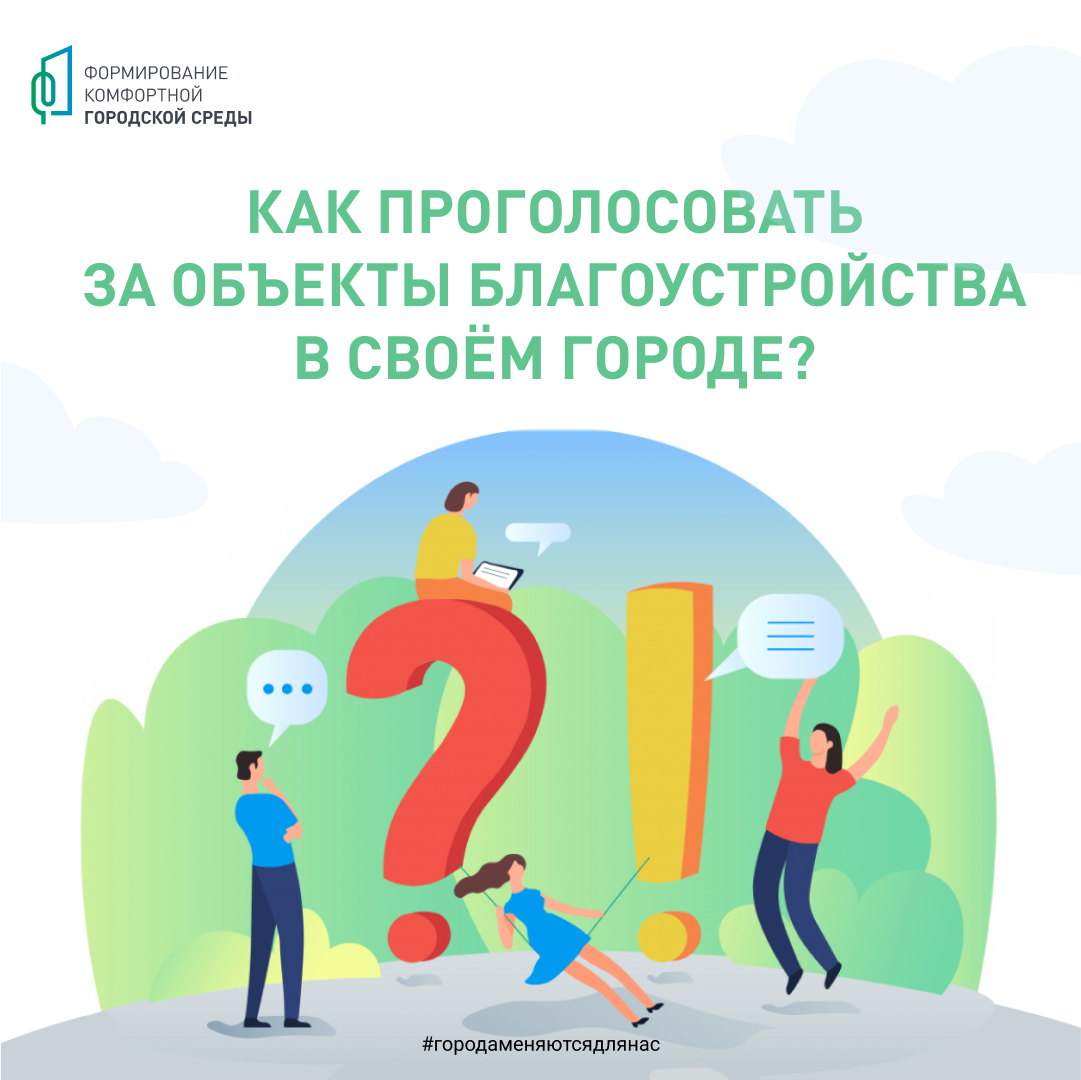 ФОРМИРОВАНИЕ
КОМФОРТНОЙ
ГОРОДСКОЙ СРЕДЫ
КАК ПРОГОЛОСОВАТЬ
ЗА ОБЪЕКТЫ БЛАГОУСТРОЙСТВА
В СВОЁМ ГОРОДЕ?
#городаменяютсядлянас